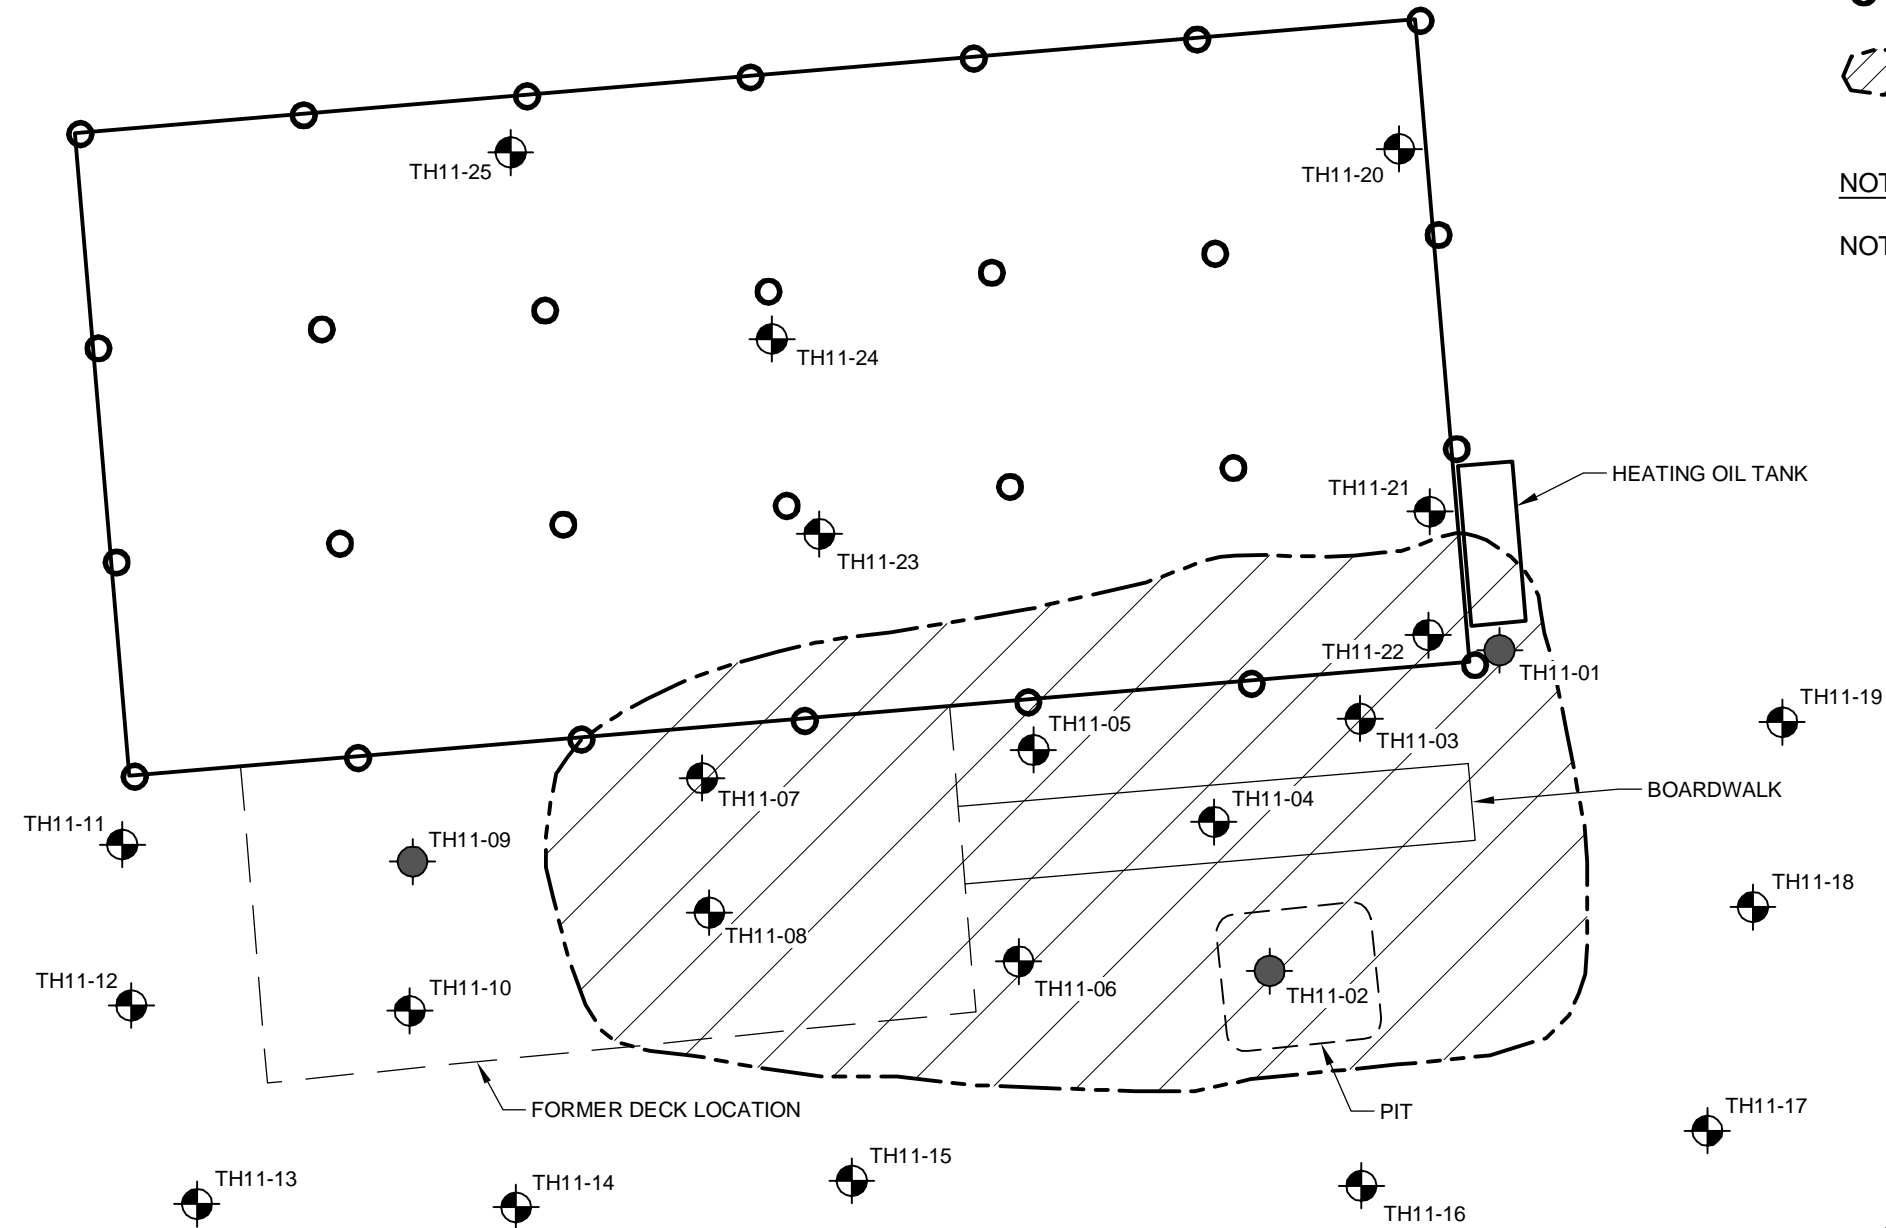 TH11-25
TH11-20
NOT
NOT
TH11-24
HEATING OIL TANK
TH11-21
TH11-23
TH11-22
TH11-01
TH11-19
TH11-05
TH11-03
BOARDWALK
TH11-07
TH11-04
TH11-11
TH11-09
TH11-18
TH11-08
TH11-12
TH11-10
TH11-06
TH11-02
FORMER DECK LOCATION
PIT
TH11-17
TH11-15
TH11-13
TH11-14
TH11-16